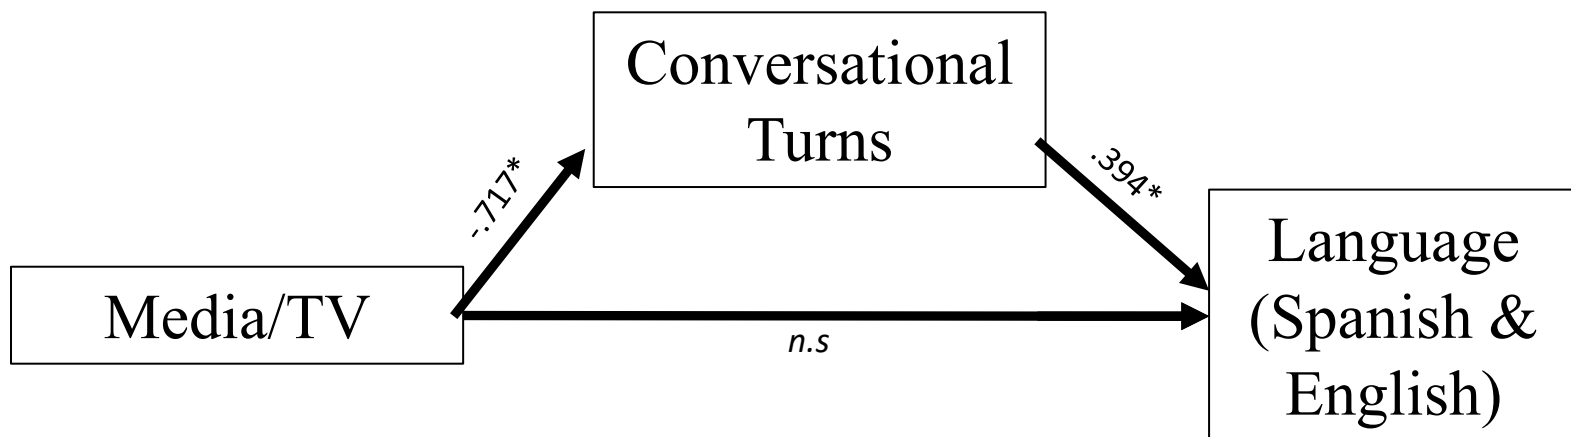 Conversational
Turns
-.717*
.394*
Media/TV
n.s
Language
(Spanish &
English)